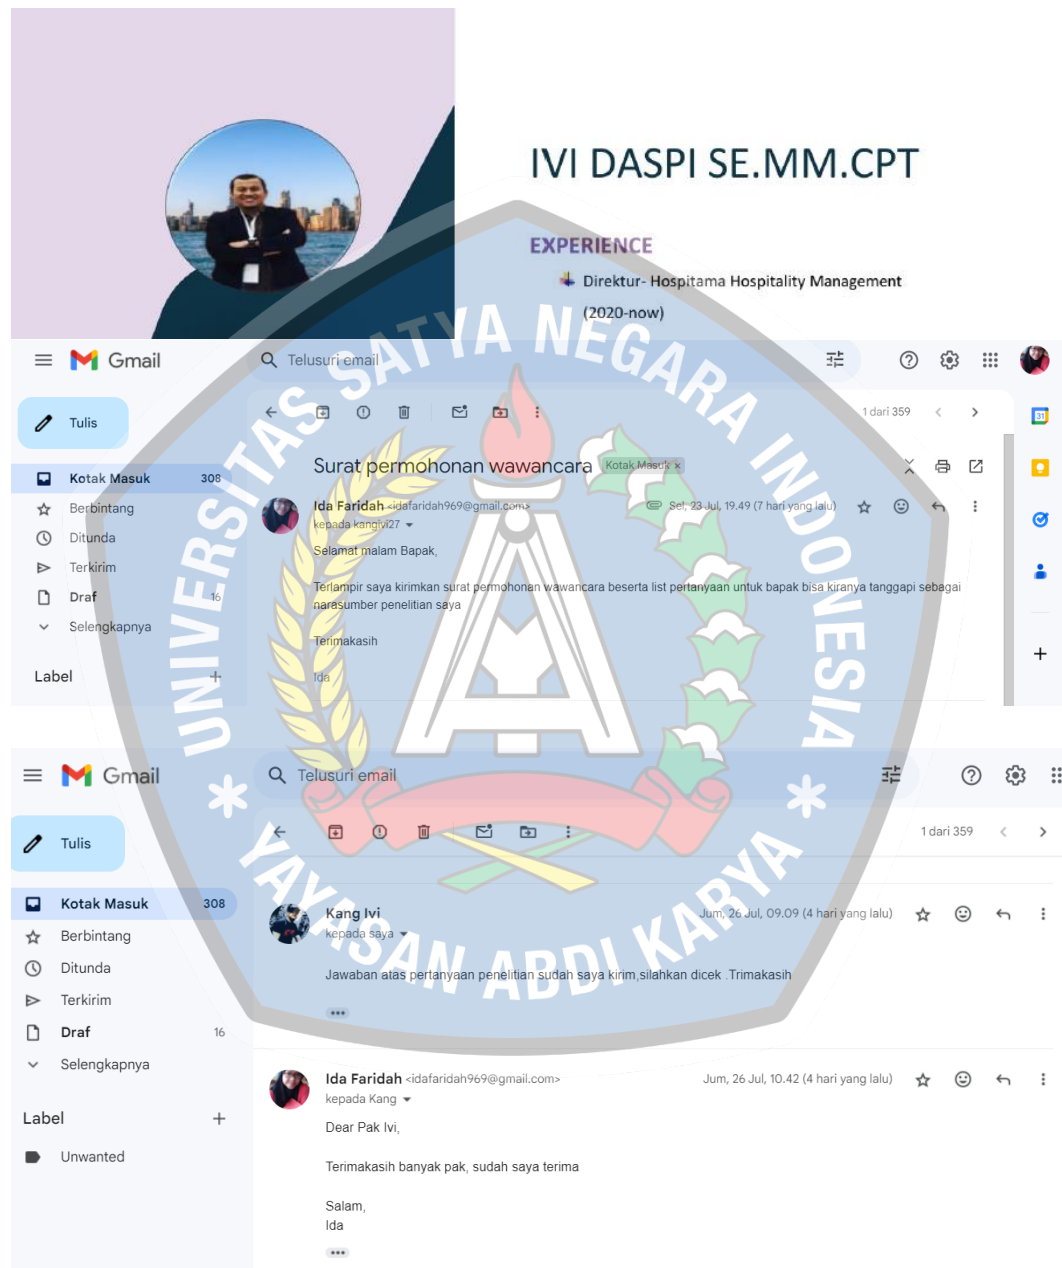 IVI DASPI SE.MM.CPT
EXPERIENCE
Direktur- Hospitama Hospitality Management
(2020-now)
UNIVERSITAS SATYA NEGARA INDONESIA
YAYASAN ABDI KARYA
Gmail
Telusuri email
Tulis
1 dari 359
31
Kotak Masuk 308
Berbintang
Ditunda
Terkirim
Draf 16
Selengkapnya
Label
Surat permohonan wawancara Kotak Masuk ×
Ida Faridah <idafaridah969@gmail.com> Sel, 23 Jul, 19.49 (7 hari yang lalu)
kepada kangivi27
Selamat malam Bapak,
Terlampir saya kirimkan surat permohonan wawancara beserta list pertanyaan untuk bapak bisa kiranya tanggapi sebagai
narasumber penelitian saya
Terimakasih
Ida
Gmail
Telusuri email
Tulis
1 dari 359
Kotak Masuk 308
Berbintang
Ditunda
Terkirim
Draf 16
Selengkapnya
Label
Unwanted
Kang Ivi Jum, 26 Jul, 09.09 (4 hari yang lalu)
kepada saya
Jawaban atas pertanyaan penelitian sudah saya kirim,silahkan dicek .Trimakasih
Ida Faridah <idafaridah969@gmail.com> Jum, 26 Jul, 10.42 (4 hari yang lalu)
kepada Kang
Dear Pak Ivi,
Terimakasih banyak pak, sudah saya terima
Salam,
Ida